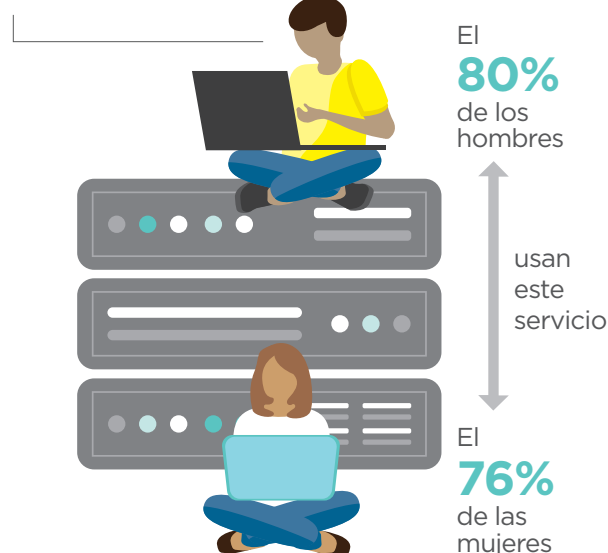 El
80%
de los
hombres
usan
este
servicio
El
76%
de las
mujeres